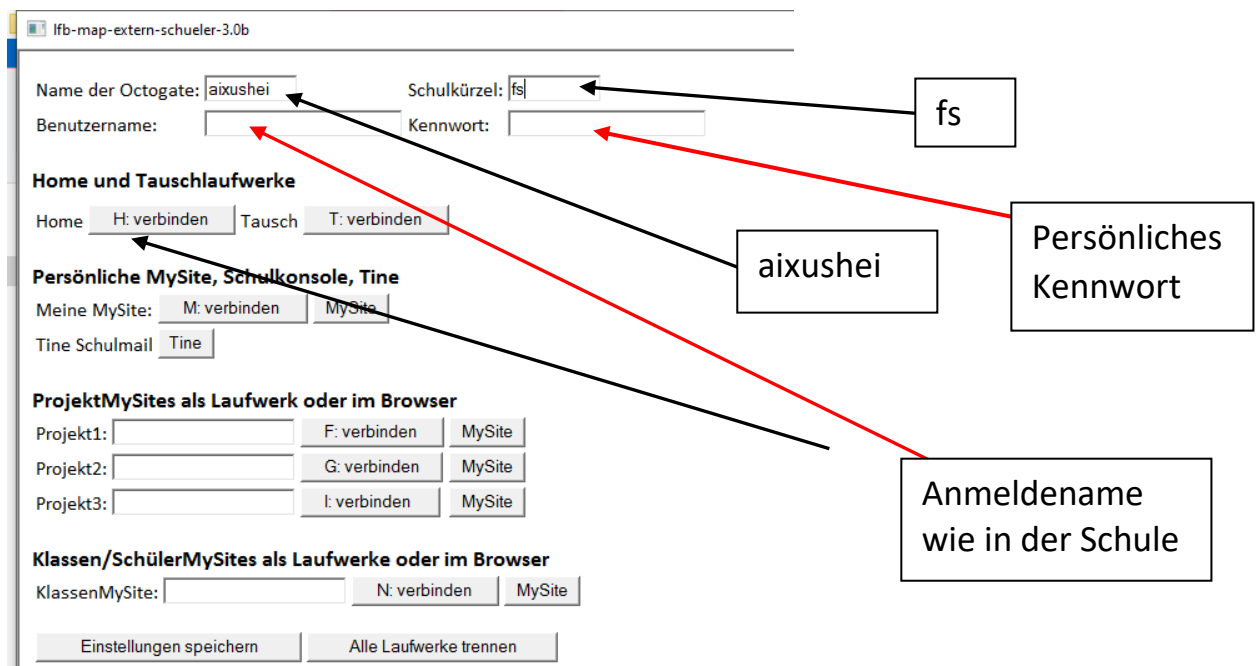 lfb-map-extern-schueler-3.0b
Name der Octogate: aixushei Schulkürzel: fs
Benutzername: Kennwort:
fs
Home und Tauschlaufwerke
Home H: verbinden Tausch T: verbinden
Persönliches
Kennwort
aixushei
Persönliche MySite, Schulkonsole, Tine
Meine MySite: M: verbinden MySite
Tine Schulmail Tine
ProjektMySites als Laufwerk oder im Browser
Projekt1: F: verbinden MySite
Projekt2: G: verbinden MySite
Projekt3: I: verbinden MySite
Anmeldename
wie in der Schule
Klassen/SchülerMySites als Laufwerke oder im Browser
KlassenMySite: N: verbinden MySite
Einstellungen speichern Alle Laufwerke trennen